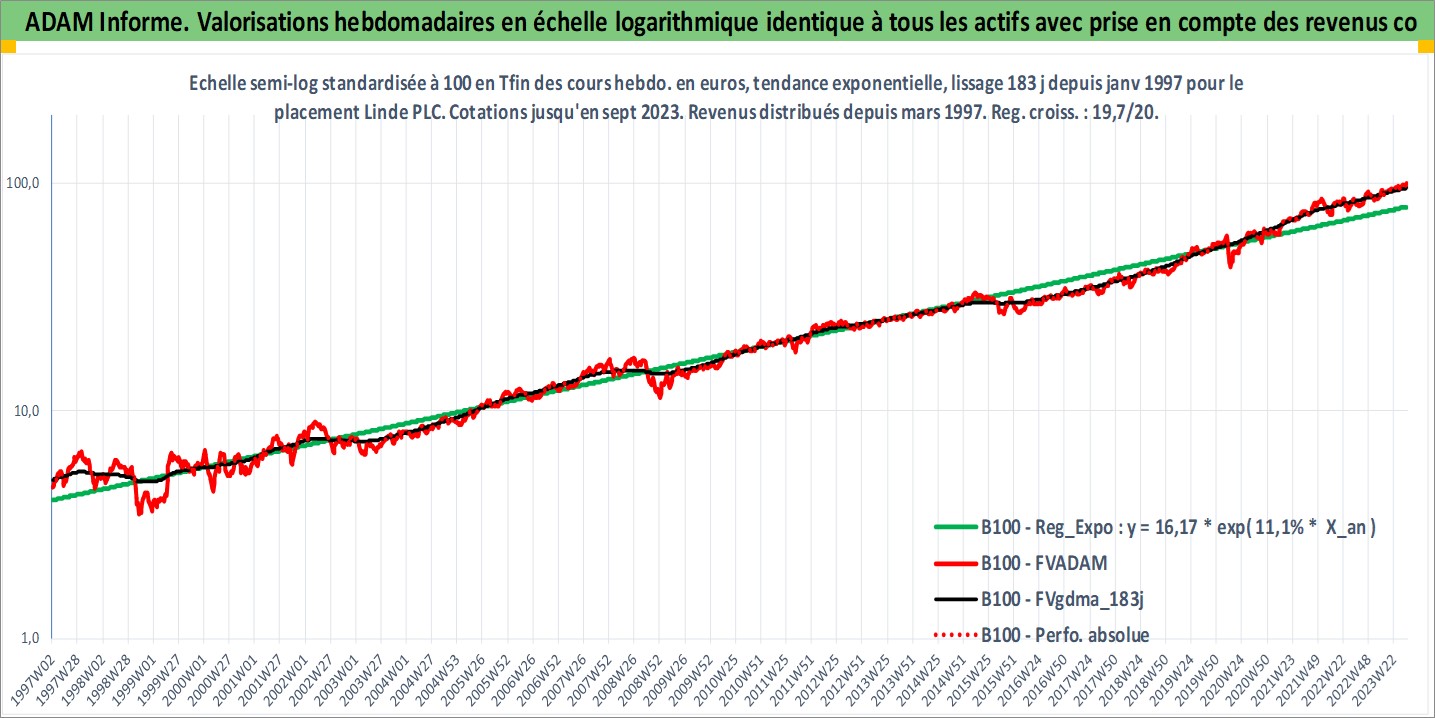 ADAM Informe. Valorisations hebdomadaires en échelle logarithmique identique à tous les actifs avec prise en compte des revenus co
Echelle semi-log standardisée à 100 en Tfin des cours hebdo. en euros, tendance exponentielle, lissage 183 j depuis janv 1997 pour le
placement Linde PLC. Cotations jusqu'en sept 2023. Revenus distribués depuis mars 1997. Reg. croiss. : 19,7/20.
100,0
10,0
1,0
B100 - Reg_Expo : y = 16,17 * exp( 11,1% * X_an )
B100 - FVADAM
B100 - FVgdma_183j
B100 - Perfo. absolue
1997W02
1997W28
1998W02
1998W28
1999W01
1999W27
2000W01
2000W27
2001W01
2001W27
2002W01
2002W27
2003W01
2003W27
2004W01
2004W27
2004W53
2005W26
2005W52
2006W26
2006W52
2007W26
2007W52
2008W26
2008W52
2009W26
2009W52
2010W25
2010W51
2011W25
2011W51
2012W25
2012W51
2013W25
2013W51
2014W25
2014W51
2015W25
2015W51
2016W24
2016W50
2017W24
2017W50
2018W24
2018W50
2019W24
2019W50
2020W24
2020W50
2021W23
2021W49
2022W22
2022W48
2023W22